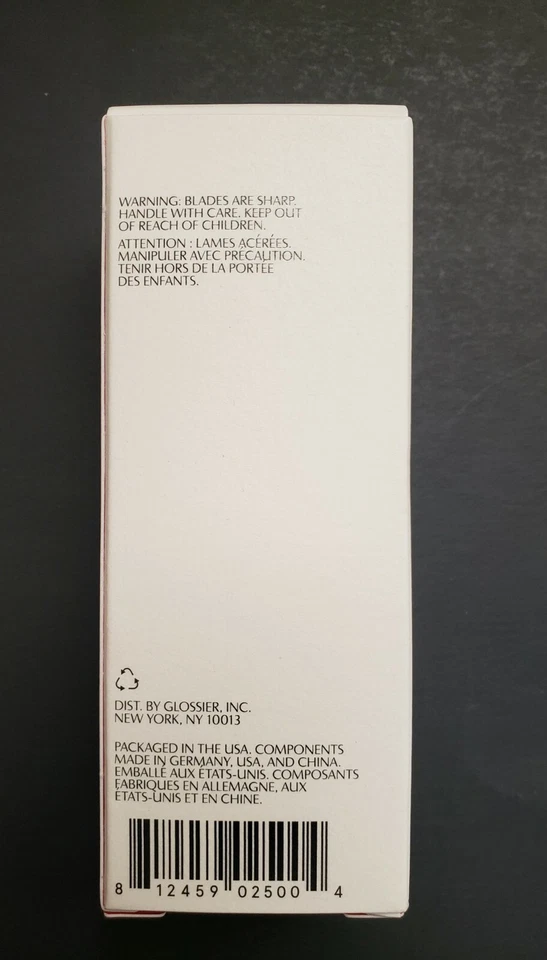 WARNING: BLADES ARE SHARP.
HANDLE WITH CARE. KEEP OUT
OF REACH OF CHILDREN.
ATTENTION : LAMES ACÉRÉES.
MANIPULER AVEC PRÉCAUTION.
TENIR HORS DE LA PORTÉE
DES ENFANTS.
DIST. BY GLOSSIER, INC.
NEW YORK, NY 10013
PACKAGED IN THE USA. COMPONENTS
MADE IN GERMANY, USA, AND CHINA.
EMBALLÉ AUX ÉTATS-UNIS. COMPOSANTS
FABRIQUÉS EN ALLEMAGNE, AUX
ÉTATS-UNIS ET EN CHINE.
8 12459 02500 4